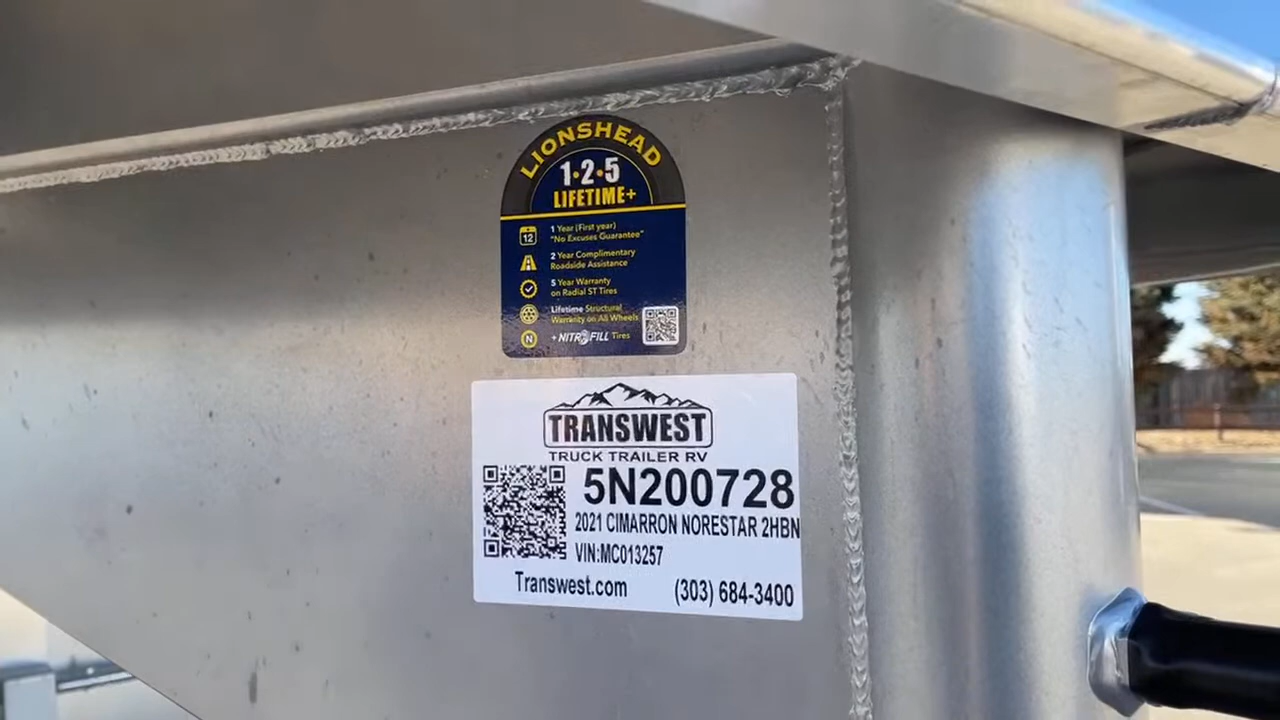 LIONSHEAD
1·2·5
LIFETIME+
12
1 Year (First year)
"No Excuses Guarantee"
2 Year Complimentary
Roadside Assistance
5 Year Warranty
on Radial ST Tires
Lifetime Structural
Warranty on All Wheels
N
+ NITROFILL Tires
TRANSWEST
TRUCK TRAILER RV
5N200728
2021 CIMARRON NORESTAR 2HBN
VIN:MC013257
Transwest.com
(303) 684-3400